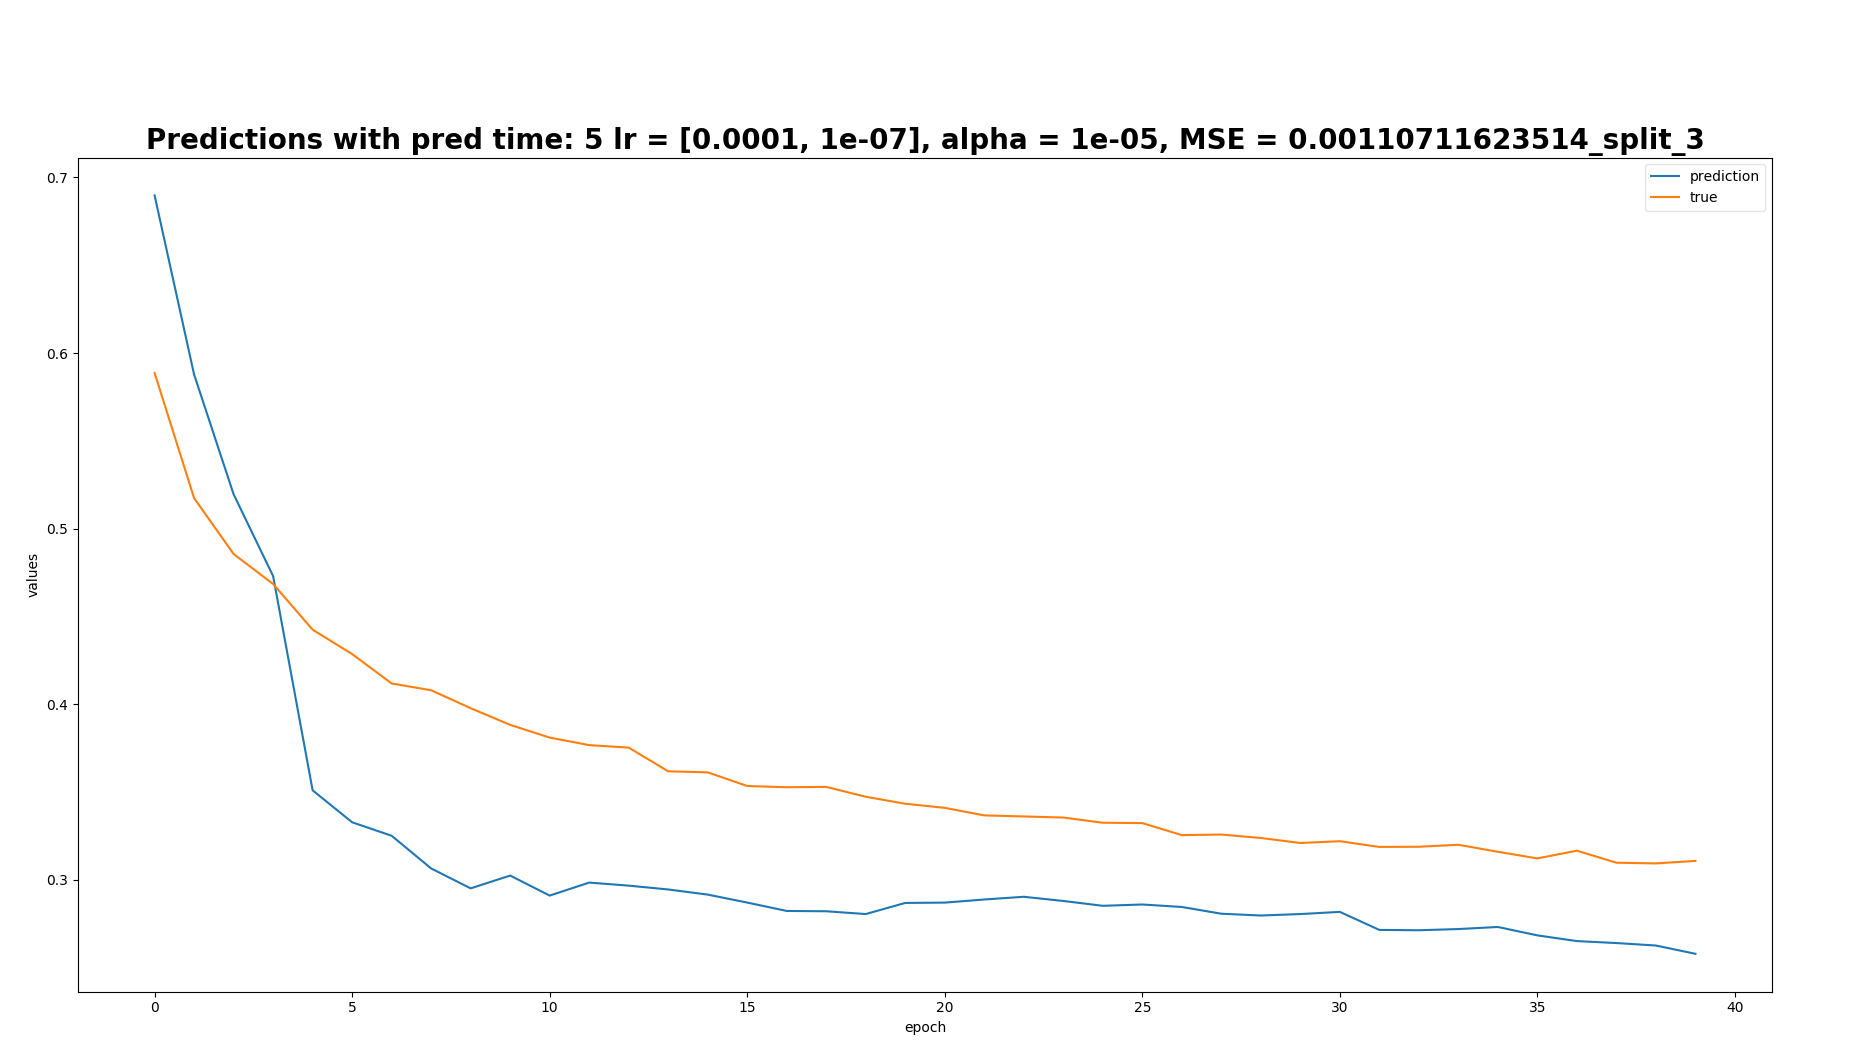 Predictions with pred time: 5 lr = [0.0001, 1e-07], alpha = 1e-05, MSE = 0.00110711623514_split_3
prediction
true
0.7
0.6
0.5
0.4
0.3
values
0 5 10 15 20 25 30 35 40
epoch